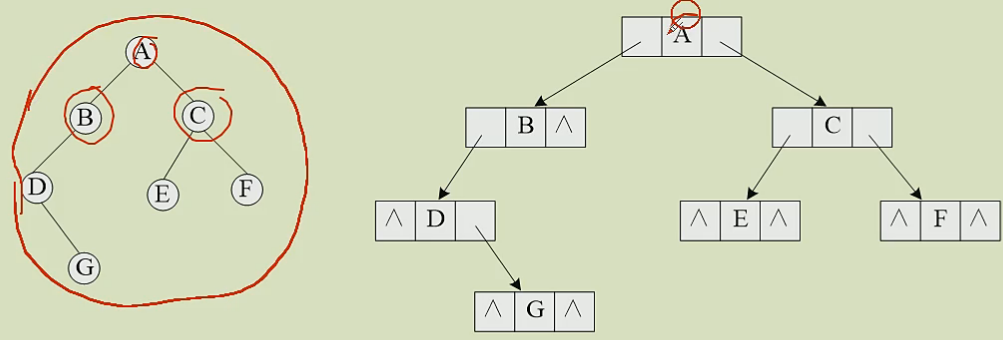 A
B C
D E F
G
A
B ∧ C
∧ D ∧ E ∧ ∧ F ∧
∧ G ∧